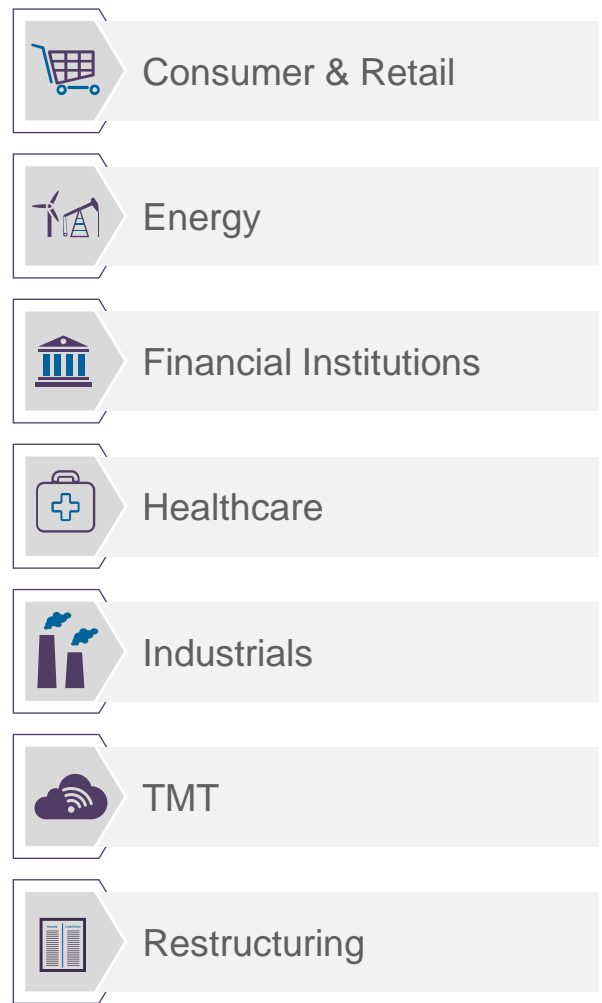 Consumer & Retail
Energy
Financial Institutions
Healthcare
Industrials
TMT
Restructuring